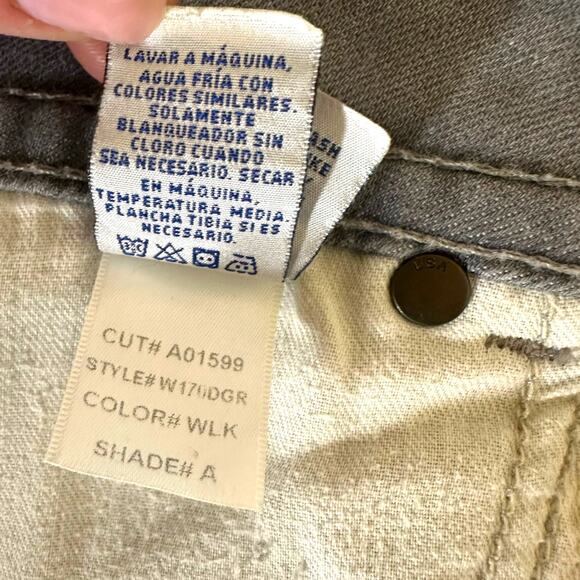 LAVAR A MÁQUINA,
AGUA FRÍA CON
COLORES SIMILARES.
SOLAMENTE
BLANQUEADOR SIN
CLORO CUANDO
SEA NECESARIO. SECAR
EN MÁQUINA,
TEMPERATURA MEDIA.
PLANCHA TIBIA SI ES
NECESARIO.
CUT# A01599
STYLE# W170DGR
COLOR# WLK
SHADE# A
USA